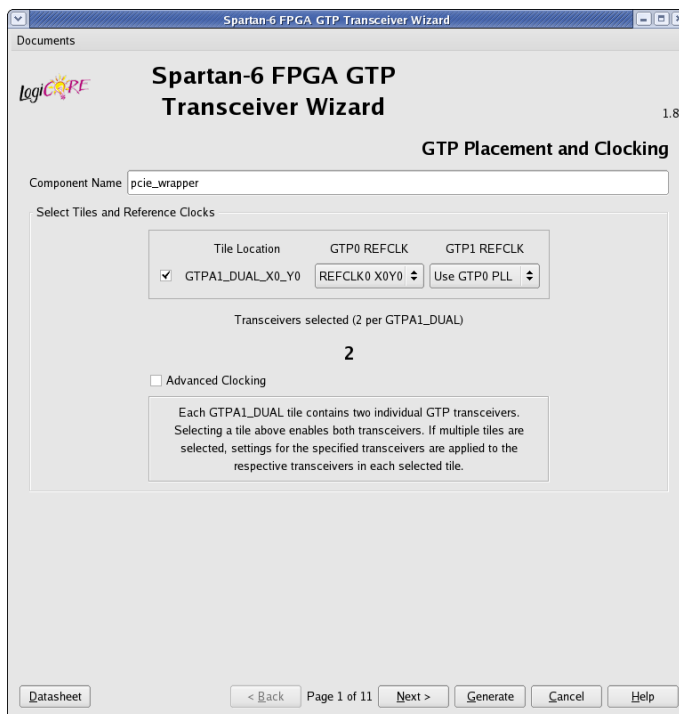 Spartan-6 FPGA GTP Transceiver Wizard
Documents
LogiCORE
Spartan-6 FPGA GTP
Transceiver Wizard
1.8
GTP Placement and Clocking
Component Name pcie_wrapper
Select Tiles and Reference Clocks
Tile Location GTP0 REFCLK GTP1 REFCLK
GTPA1_DUAL_X0_Y0 REFCLK0 X0Y0 Use GTP0 PLL
Transceivers selected (2 per GTPA1_DUAL)
2
Advanced Clocking
Each GTPA1_DUAL tile contains two individual GTP transceivers.
Selecting a tile above enables both transceivers. If multiple tiles are
selected, settings for the specified transceivers are applied to the
respective transceivers in each selected tile.
Datasheet < Back Page 1 of 11 Next > Generate Cancel Help